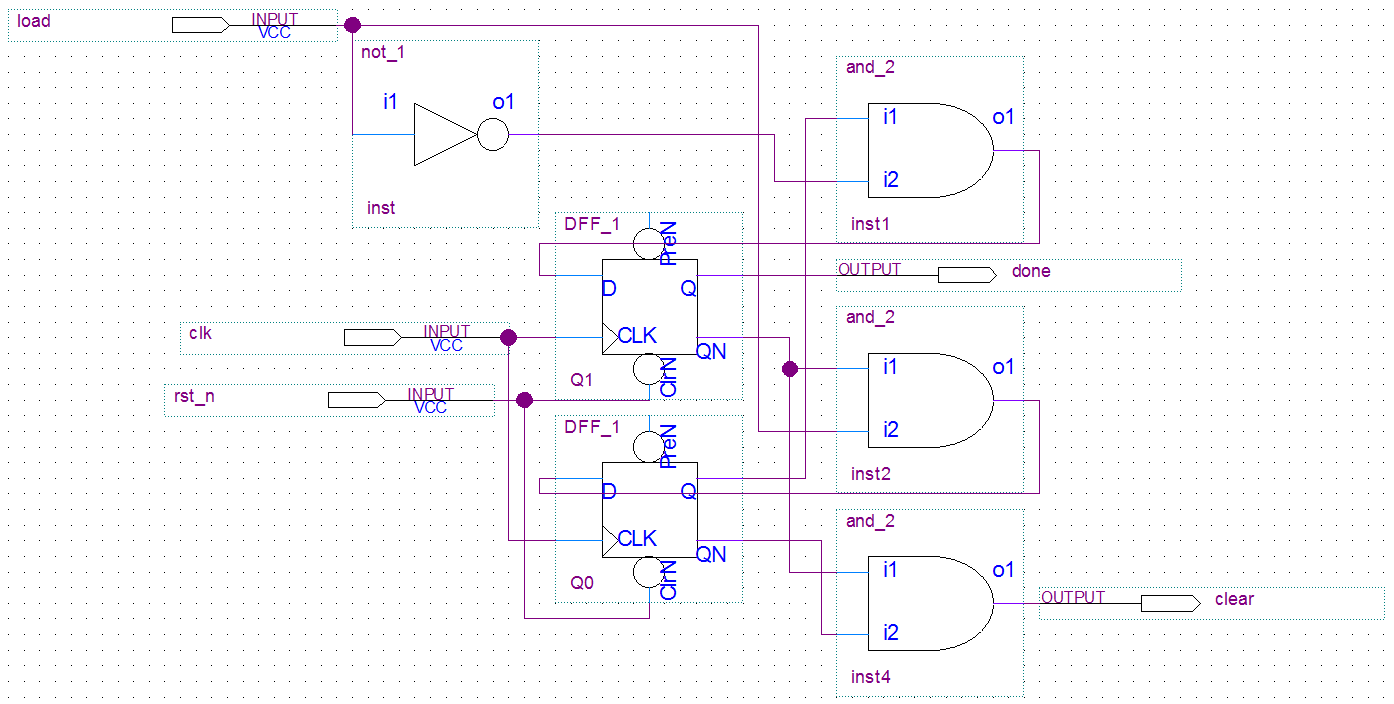 load
INPUT
VCC
not_1
i1
o1
inst
and_2
i1
o1
i2
inst1
DFF_1
PreN
D
Q
CLK
QN
ClrN
Q1
OUTPUT
done
clk
INPUT
VCC
rst_n
INPUT
VCC
and_2
i1
o1
i2
inst2
DFF_1
PreN
D
Q
CLK
QN
ClrN
Q0
and_2
i1
o1
i2
inst4
OUTPUT
clear